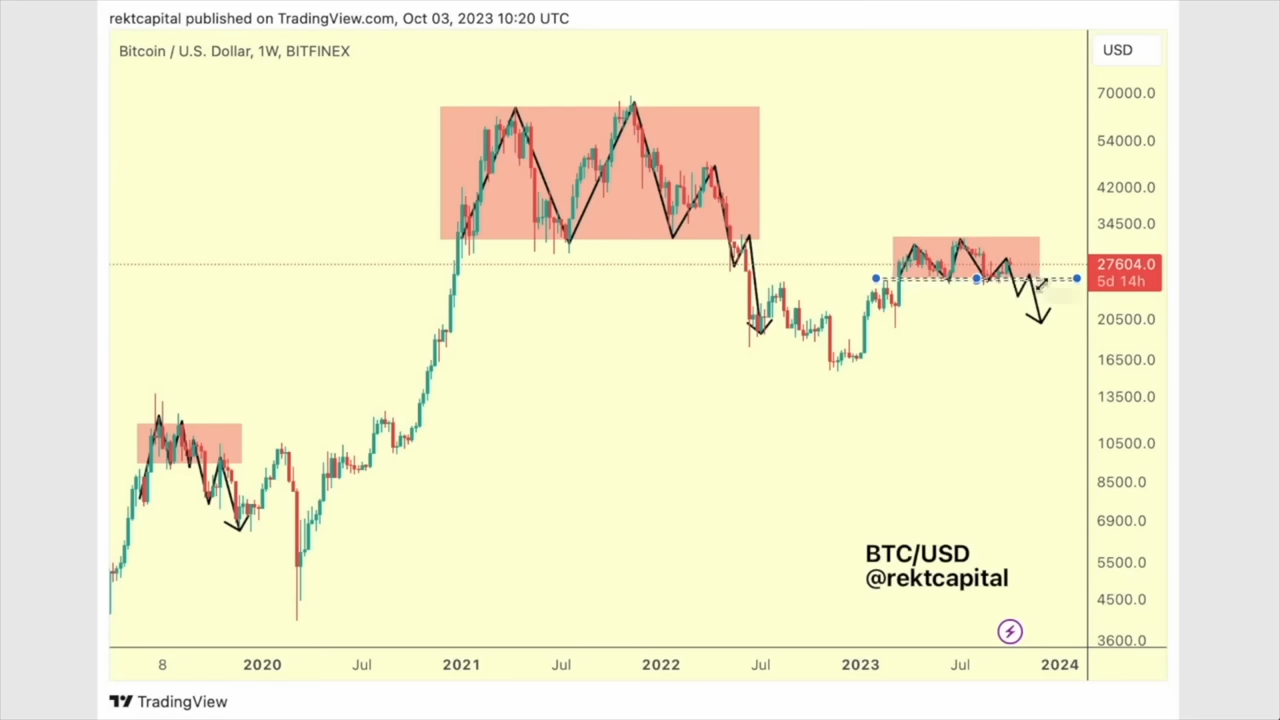 rektcapital published on TradingView.com, Oct 03, 2023 10:20 UTC
Bitcoin / U.S. Dollar, 1W, BITFINEX
USD
70000.0
54000.0
42000.0
34500.0
27604.0
5d 14h
20500.0
16500.0
13500.0
10500.0
8500.0
6900.0
5500.0
4500.0
3600.0
BTC/USD
@rektcapital
8 2020 Jul 2021 Jul 2022 Jul 2023 Jul 2024
TradingView